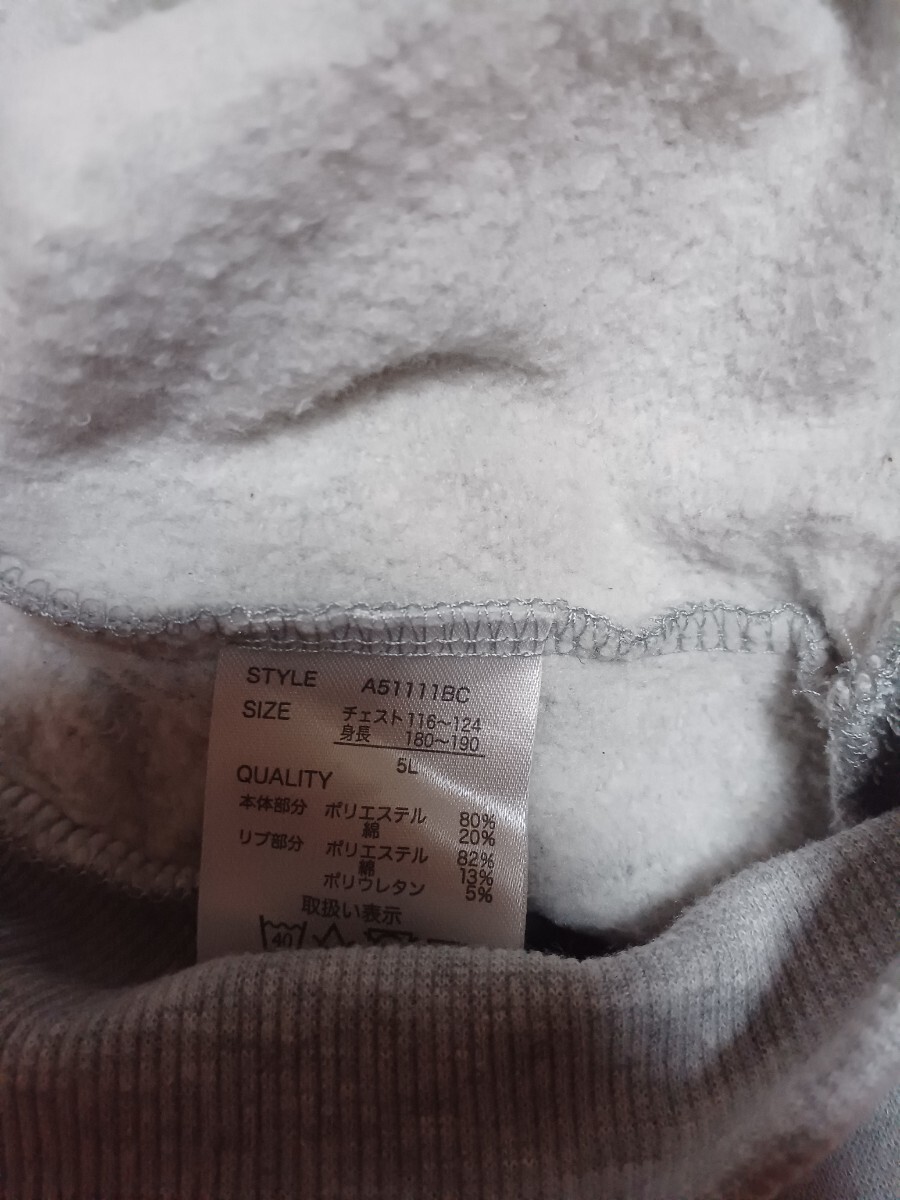 STYLE A51111BC
SIZE チェスト116～124
身長 180～190
5L
QUALITY
本体部分 ポリエステル 80%
綿 20%
リブ部分 ポリエステル 82%
綿 13%
ポリウレタン 5%
取扱い表示
40